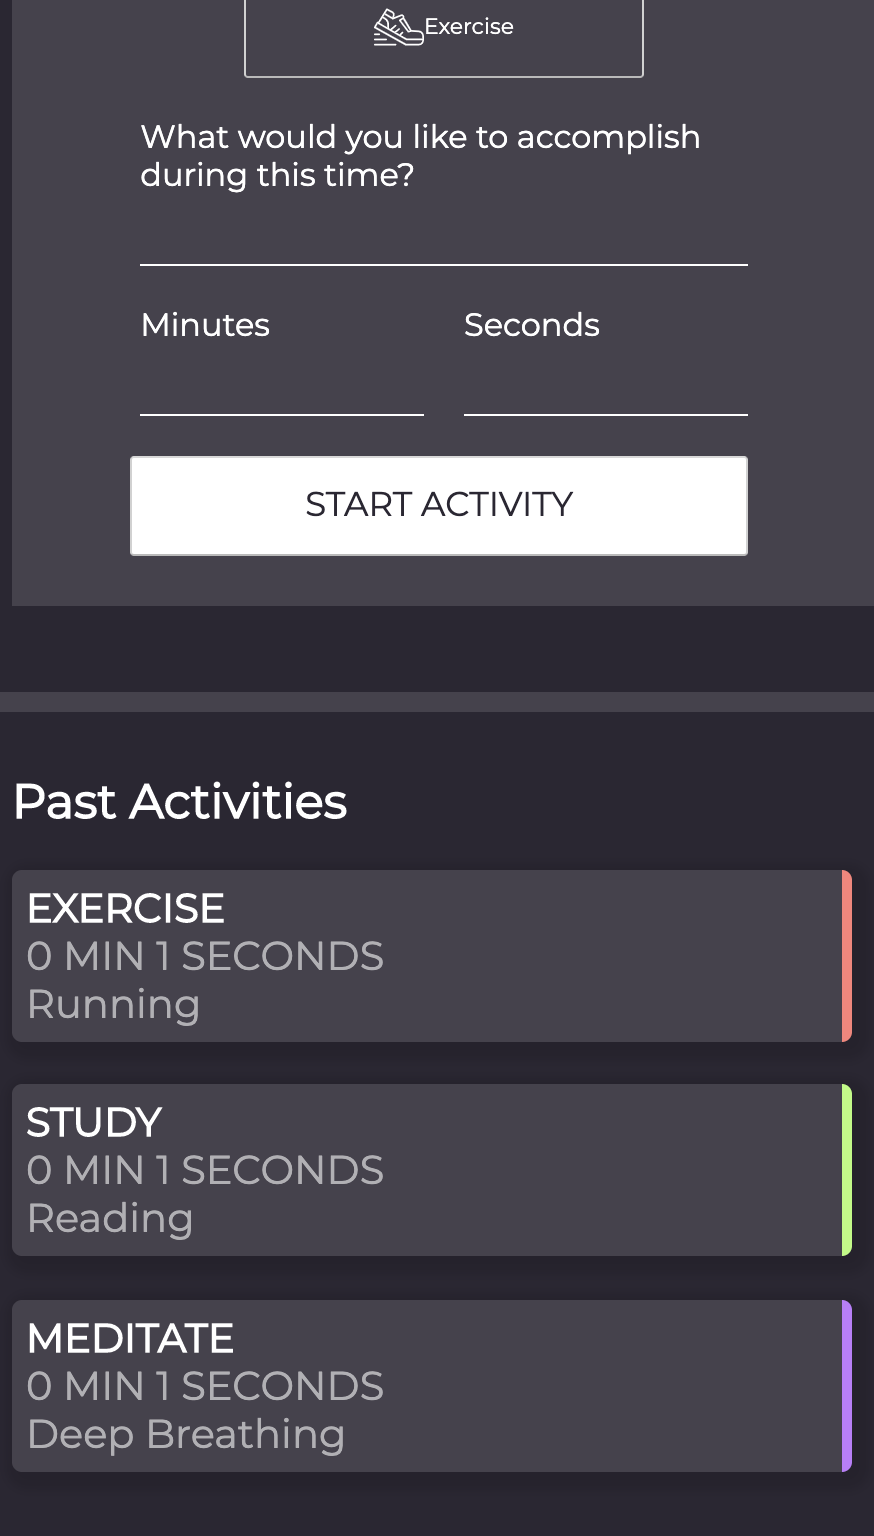 Exercise
What would you like to accomplish
during this time?
Minutes
Seconds
START ACTIVITY
Past Activities
EXERCISE
0 MIN 1 SECONDS
Running
STUDY
0 MIN 1 SECONDS
Reading
MEDITATE
0 MIN 1 SECONDS
Deep Breathing